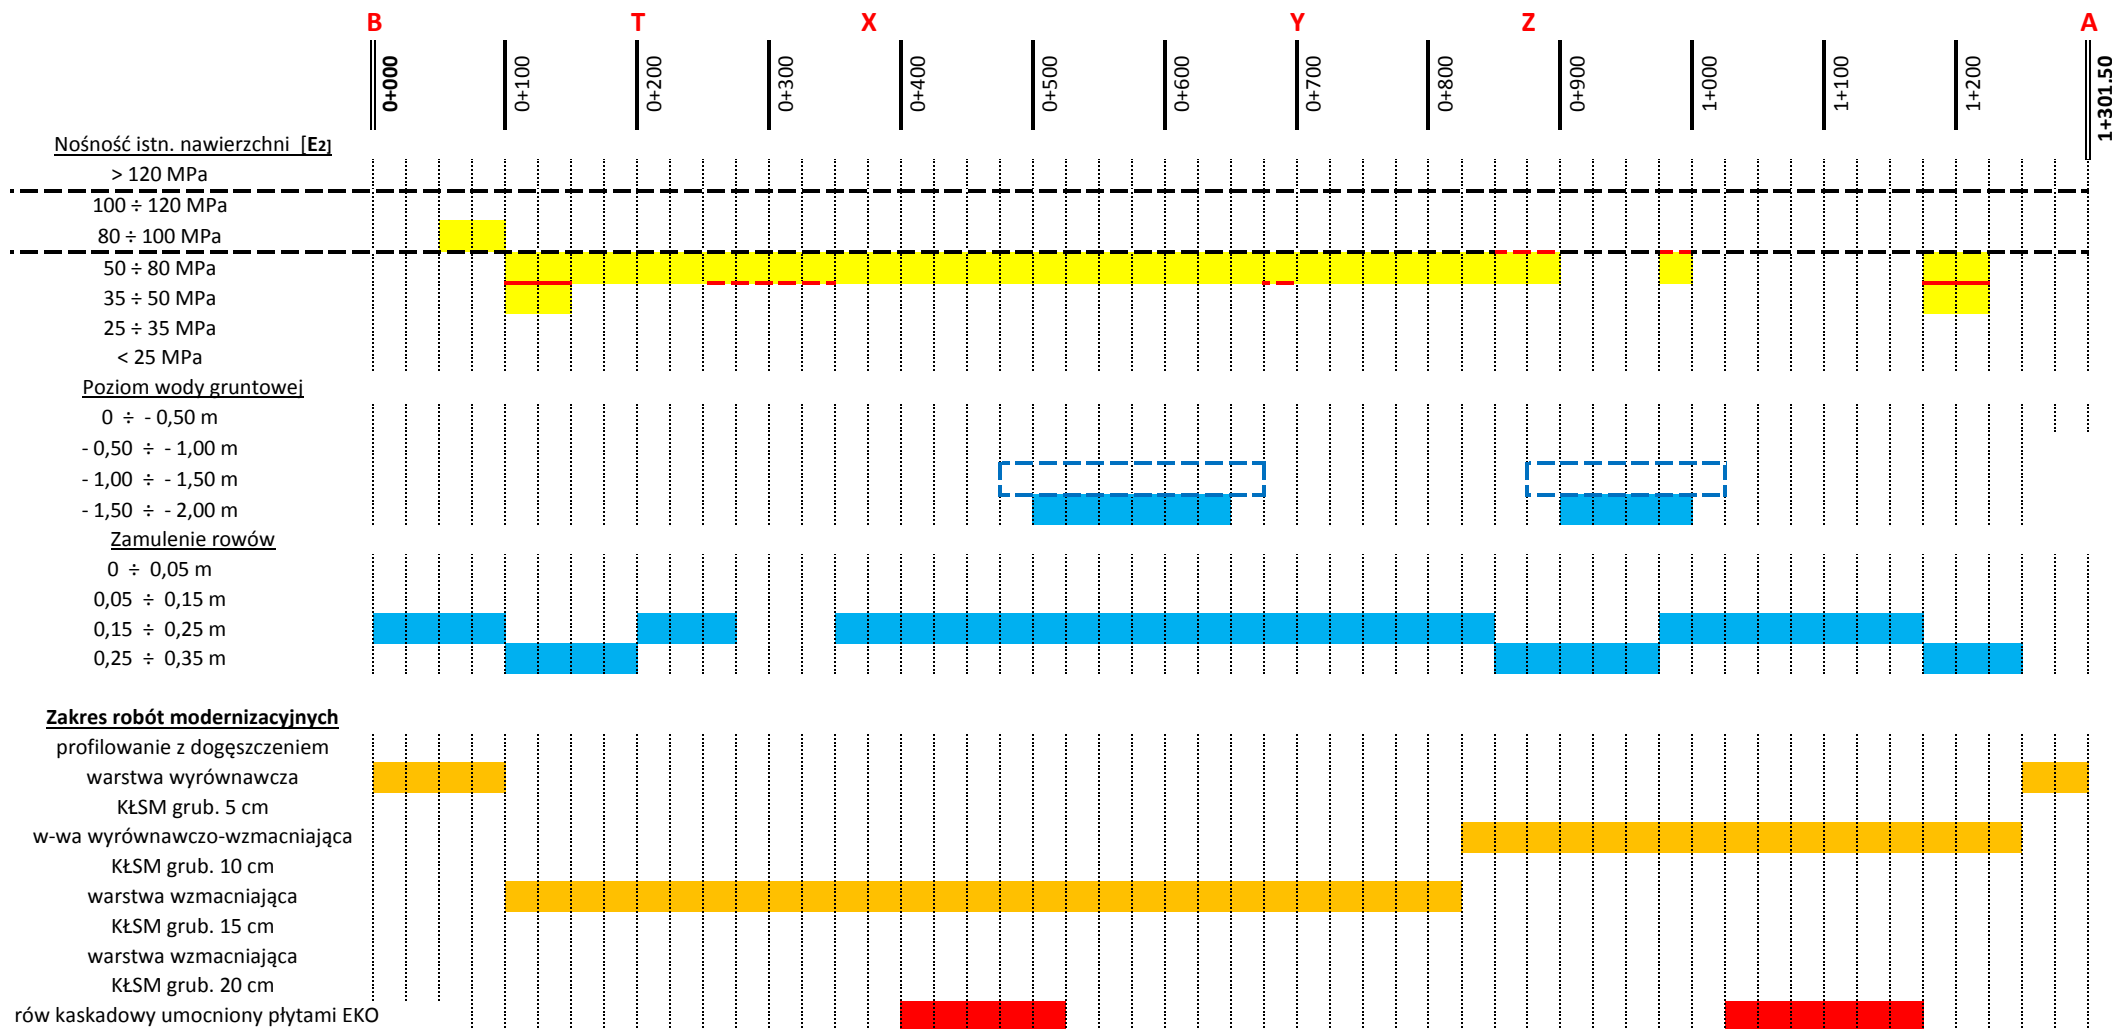 B T X Y Z A
0+000 0+100 0+200 0+300 0+400 0+500 0+600 0+700 0+800 0+900 1+000 1+100 1+200 1+301.50
Nośność istn. nawierzchni [E2]
> 120 MPa
100 ÷ 120 MPa
80 ÷ 100 MPa
50 ÷ 80 MPa
35 ÷ 50 MPa
25 ÷ 35 MPa
< 25 MPa
Poziom wody gruntowej
0 ÷ - 0,50 m
- 0,50 ÷ - 1,00 m
- 1,00 ÷ - 1,50 m
- 1,50 ÷ - 2,00 m
Zamulenie rowów
0 ÷ 0,05 m
0,05 ÷ 0,15 m
0,15 ÷ 0,25 m
0,25 ÷ 0,35 m
Zakres robót modernizacyjnych
profilowanie z dogęszczeniem
warstwa wyrównawcza
KŁSM grub. 5 cm
w-wa wyrównawczo-wzmacniająca
KŁSM grub. 10 cm
warstwa wzmacniająca
KŁSM grub. 15 cm
warstwa wzmacniająca
KŁSM grub. 20 cm
rów kaskadowy umocniony płytami EKO